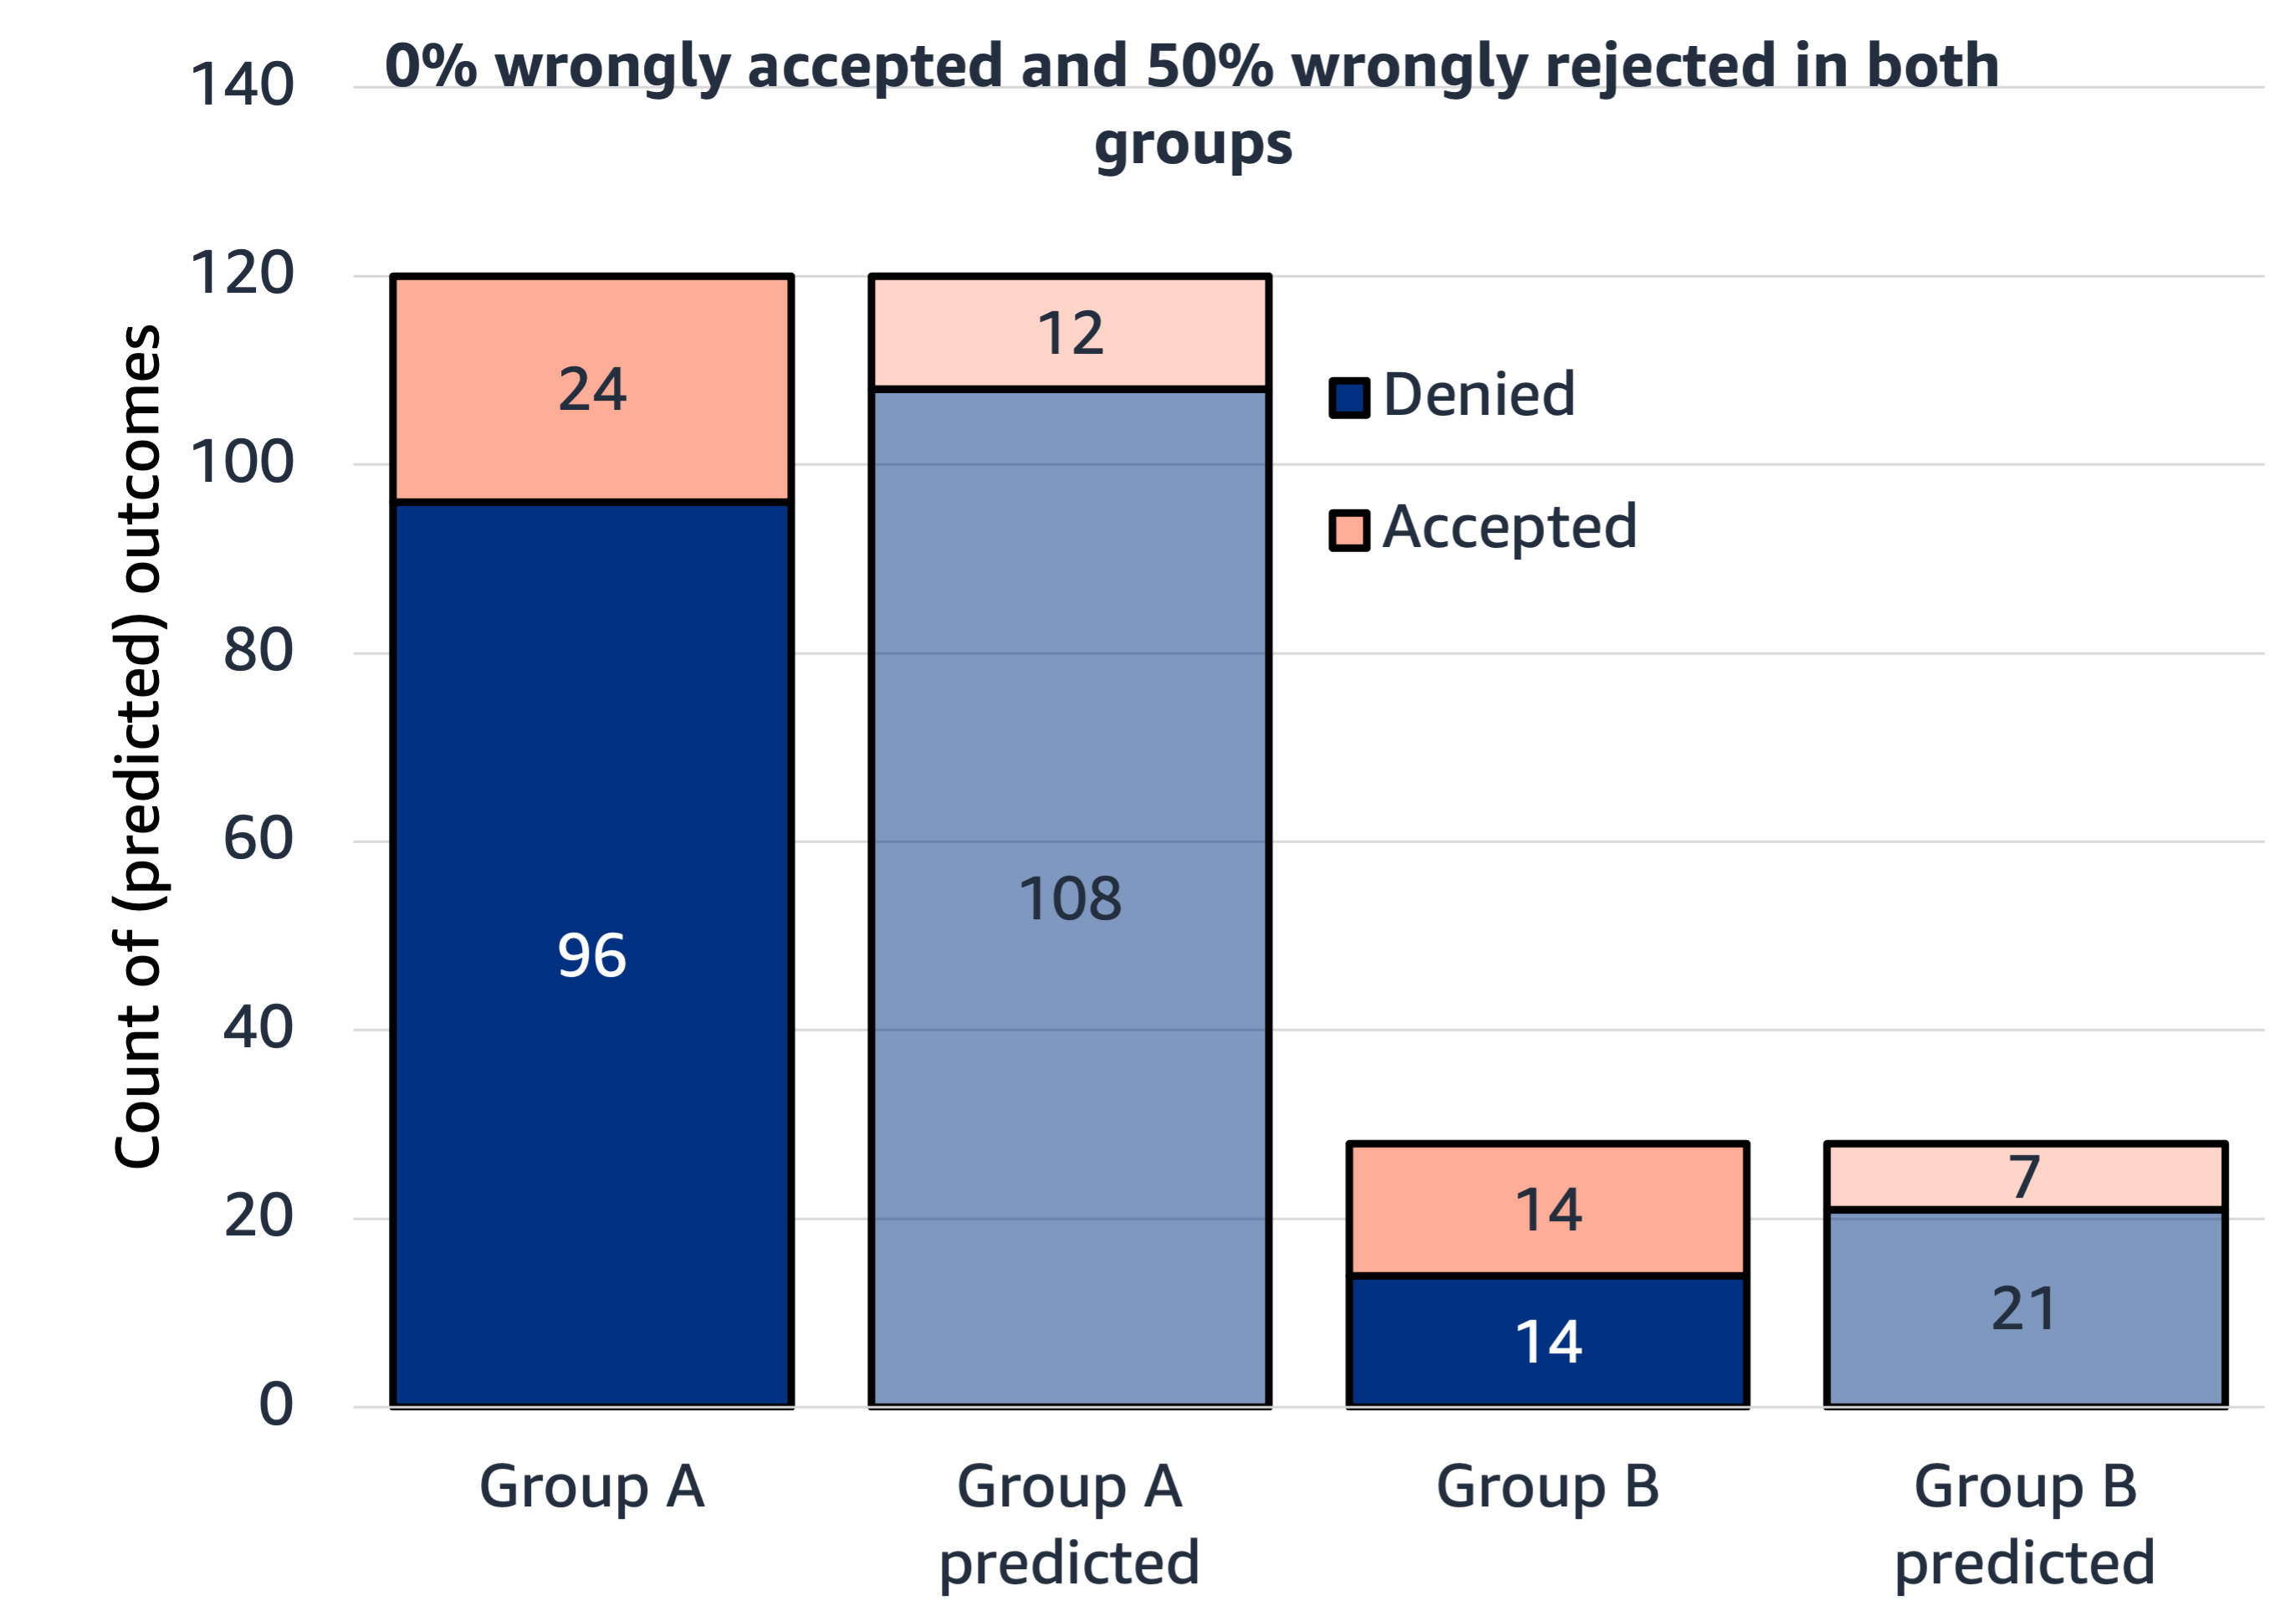 0% wrongly accepted and 50% wrongly rejected in both
groups
140
120
100
80
60
40
20
0
Count of (predicted) outcomes
24
96
12
108
Denied
Accepted
14
14
7
21
Group A
Group A
predicted
Group B
Group B
predicted